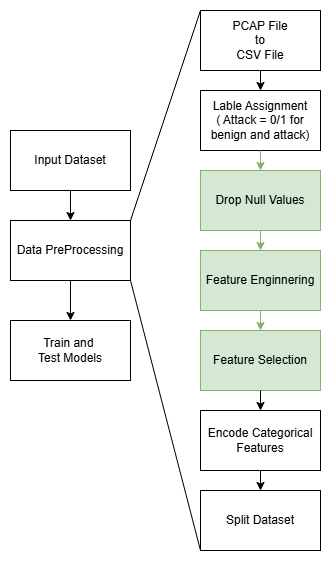 PCAP File
to
CSV File
Lable Assignment
( Attack = 0/1 for
benign and attack)
Input Dataset
Drop Null Values
Data PreProcessing
Feature Enginnering
Train and
Test Models
Feature Selection
Encode Categorical
Features
Split Dataset